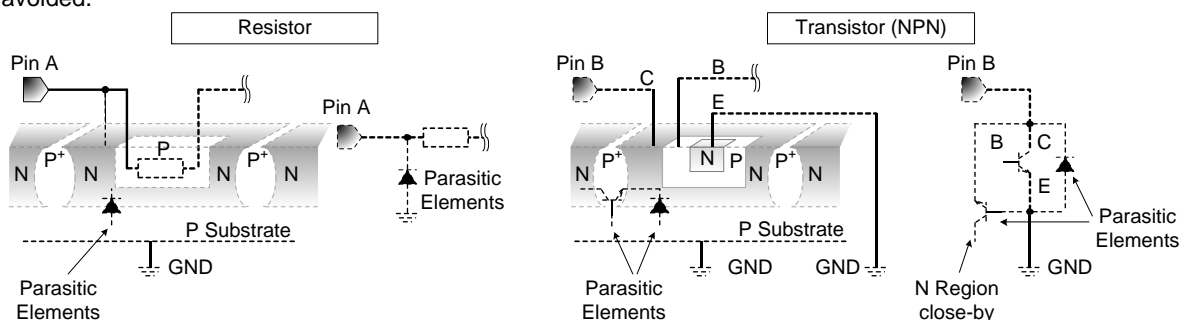 avoided.
Resistor
Transistor (NPN)
Pin A
Pin A
N P+ N P N P+ N
Parasitic
Elements
P Substrate
GND
Parasitic
Elements
Pin B
C
B
E
N P+ N N P N P+ N
P Substrate
GND
GND
Parasitic
Elements
Pin B
B
C
E
Parasitic
Elements
GND
N Region
close-by